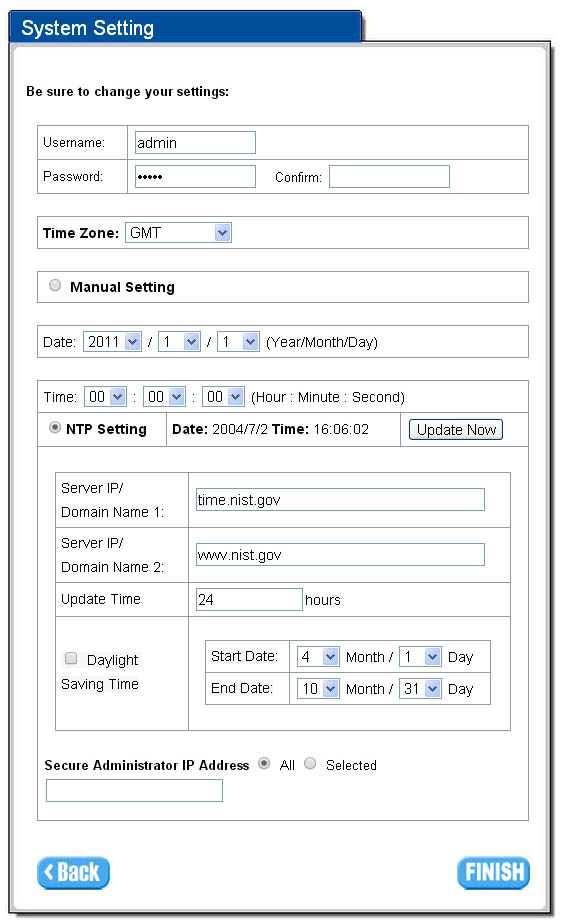 System Setting
Be sure to change your settings:
Username: admin
Password: ••••• Confirm:
Time Zone: GMT
Manual Setting
Date: 2011 / 1 / 1 (Year/Month/Day)
Time: 00 : 00 : 00 (Hour : Minute : Second)
NTP Setting Date: 2004/7/2 Time: 16:06:02 Update Now
Server IP/
Domain Name 1: time.nist.gov
Server IP/
Domain Name 2: www.nist.gov
Update Time 24 hours
Daylight
Saving Time
Start Date: 4 Month / 1 Day
End Date: 10 Month / 31 Day
Secure Administrator IP Address All Selected
< Back FINISH